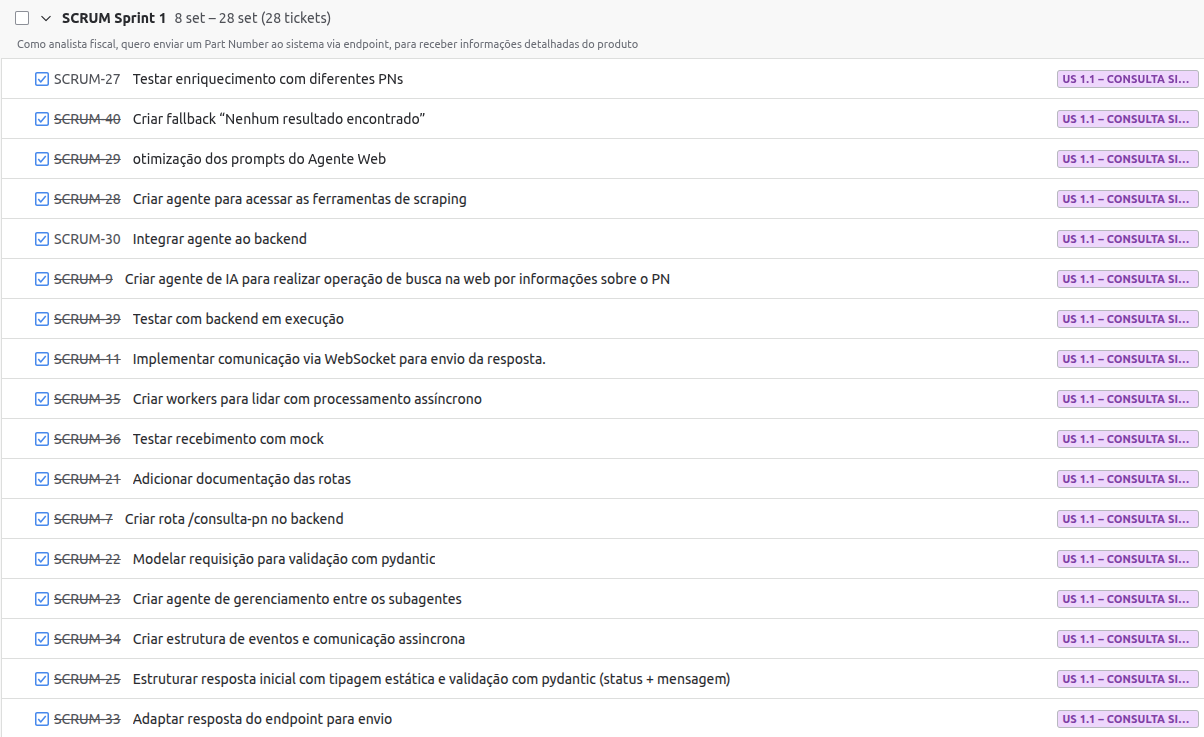 SCRUM Sprint 1 8 set – 28 set (28 tickets)
Como analista fiscal, quero enviar um Part Number ao sistema via endpoint, para receber informações detalhadas do produto
SCRUM-27 Testar enriquecimento com diferentes PNs US 1.1 – CONSULTA SI...
SCRUM-40 Criar fallback “Nenhum resultado encontrado” US 1.1 – CONSULTA SI...
SCRUM-29 otimização dos prompts do Agente Web US 1.1 – CONSULTA SI...
SCRUM-28 Criar agente para acessar as ferramentas de scraping US 1.1 – CONSULTA SI...
SCRUM-30 Integrar agente ao backend US 1.1 – CONSULTA SI...
SCRUM-9 Criar agente de IA para realizar operação de busca na web por informações sobre o PN US 1.1 – CONSULTA SI...
SCRUM-39 Testar com backend em execução US 1.1 – CONSULTA SI...
SCRUM-11 Implementar comunicação via WebSocket para envio da resposta. US 1.1 – CONSULTA SI...
SCRUM-35 Criar workers para lidar com processamento assíncrono US 1.1 – CONSULTA SI...
SCRUM-36 Testar recebimento com mock US 1.1 – CONSULTA SI...
SCRUM-21 Adicionar documentação das rotas US 1.1 – CONSULTA SI...
SCRUM-7 Criar rota /consulta-pn no backend US 1.1 – CONSULTA SI...
SCRUM-22 Modelar requisição para validação com pydantic US 1.1 – CONSULTA SI...
SCRUM-23 Criar agente de gerenciamento entre os subagentes US 1.1 – CONSULTA SI...
SCRUM-34 Criar estrutura de eventos e comunicação assincrona US 1.1 – CONSULTA SI...
SCRUM-25 Estruturar resposta inicial com tipagem estática e validação com pydantic (status + mensagem) US 1.1 – CONSULTA SI...
SCRUM-33 Adaptar resposta do endpoint para envio US 1.1 – CONSULTA SI...